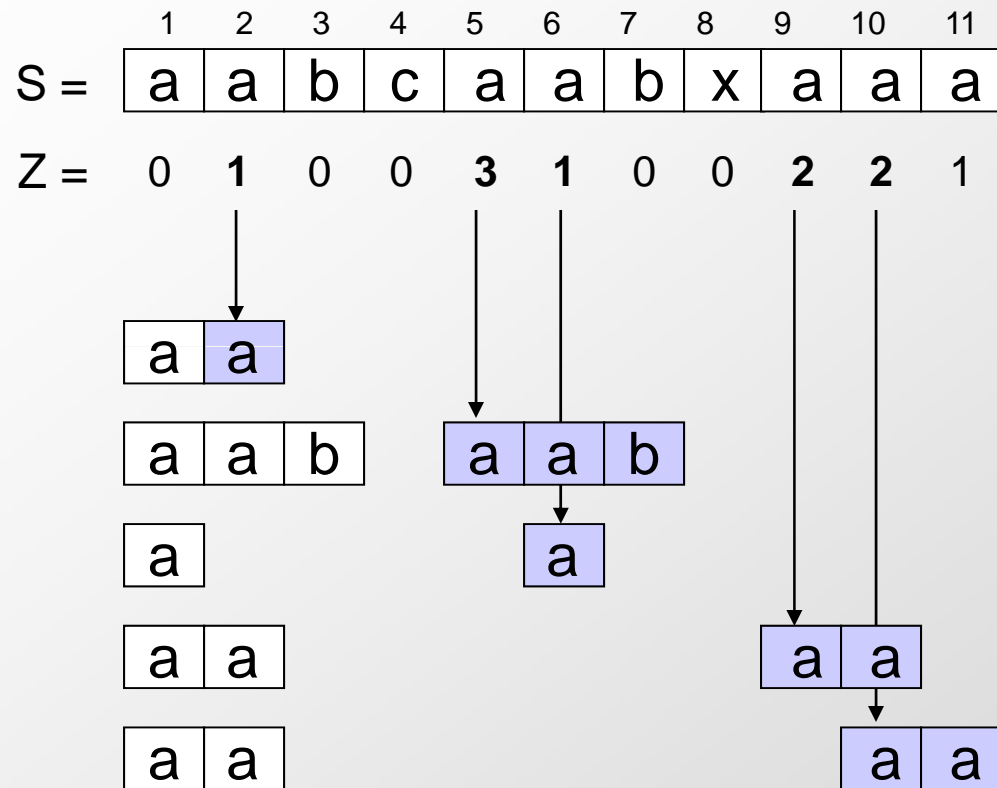 1 2 3 4 5 6 7 8 9 10 11
S = a a b c a a b x a a a
Z = 0 1 0 0 3 1 0 0 2 2 1
a a
a a b a a b
a a
a a a a
a a a a